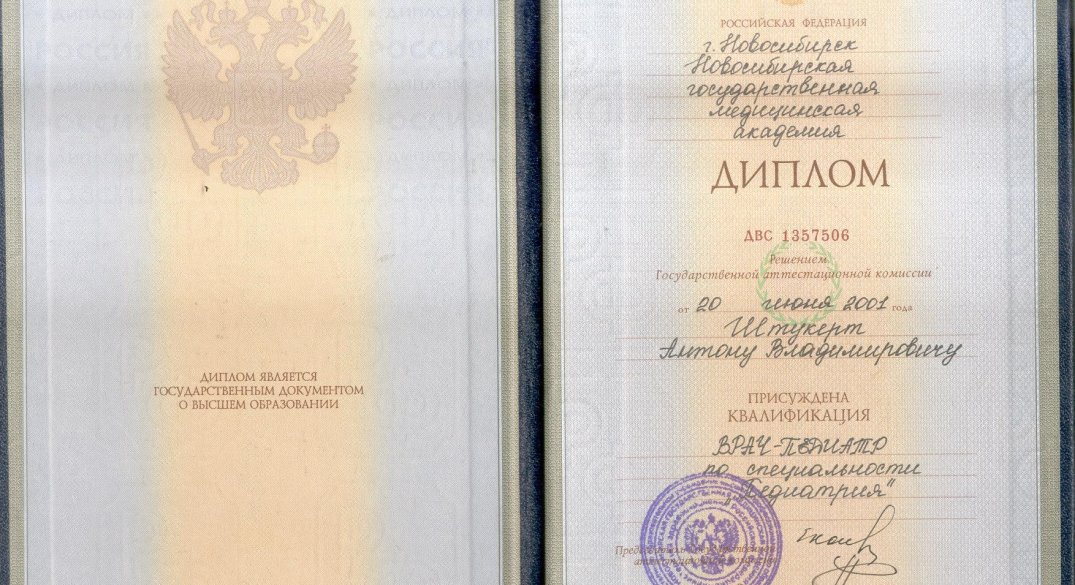 ДИПЛОМ ЯВЛЯЕТСЯ
ГОСУДАРСТВЕННЫМ ДОКУМЕНТОМ
О ВЫСШЕМ ОБРАЗОВАНИИ
РОССИЙСКАЯ ФЕДЕРАЦИЯ
г. Новосибирск
Новосибирская
государственная
медицинская
академия
ДИПЛОМ
ДВС 1357506
Решением
Государственной аттестационной комиссии
от 20 июня 2001 года
Штукерт
Антону Владимировичу
ПРИСУЖДЕНА
КВАЛИФИКАЦИЯ
ВРАЧ-ПЕДИАТР
по специальности
"Педиатрия"